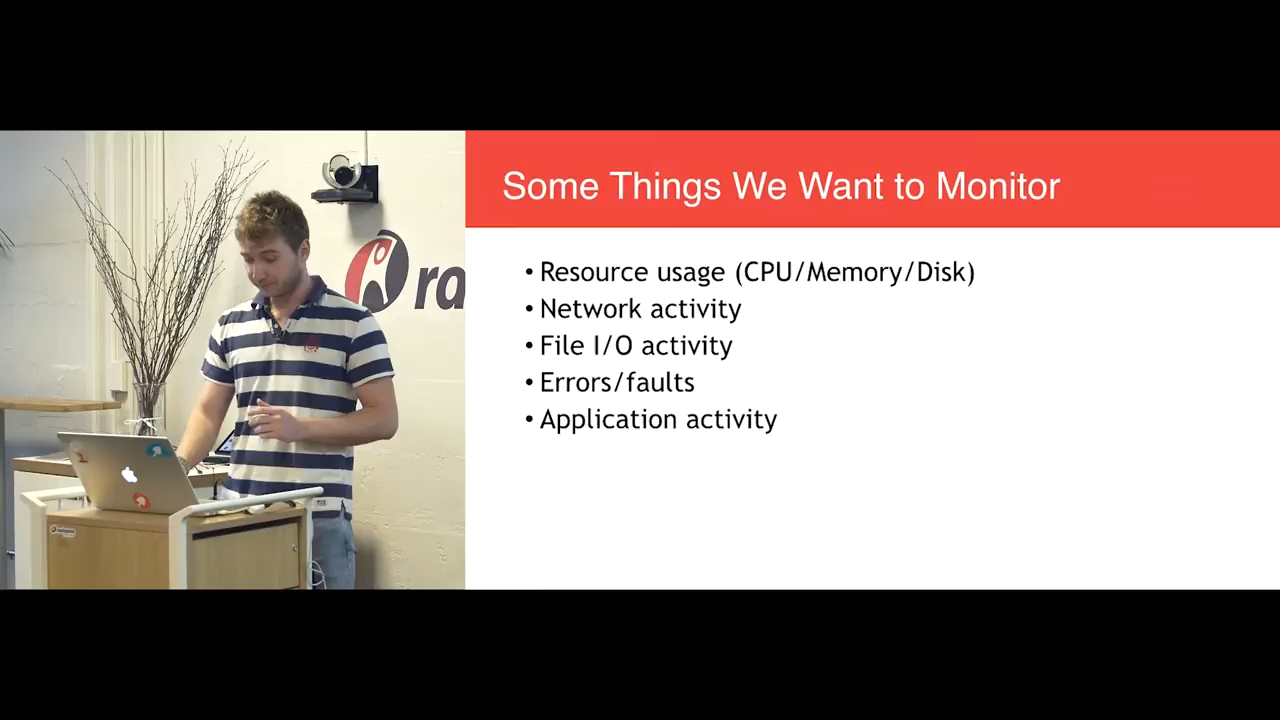 Some Things We Want to Monitor
• Resource usage (CPU/Memory/Disk)
• Network activity
• File I/O activity
• Errors/faults
• Application activity
ra